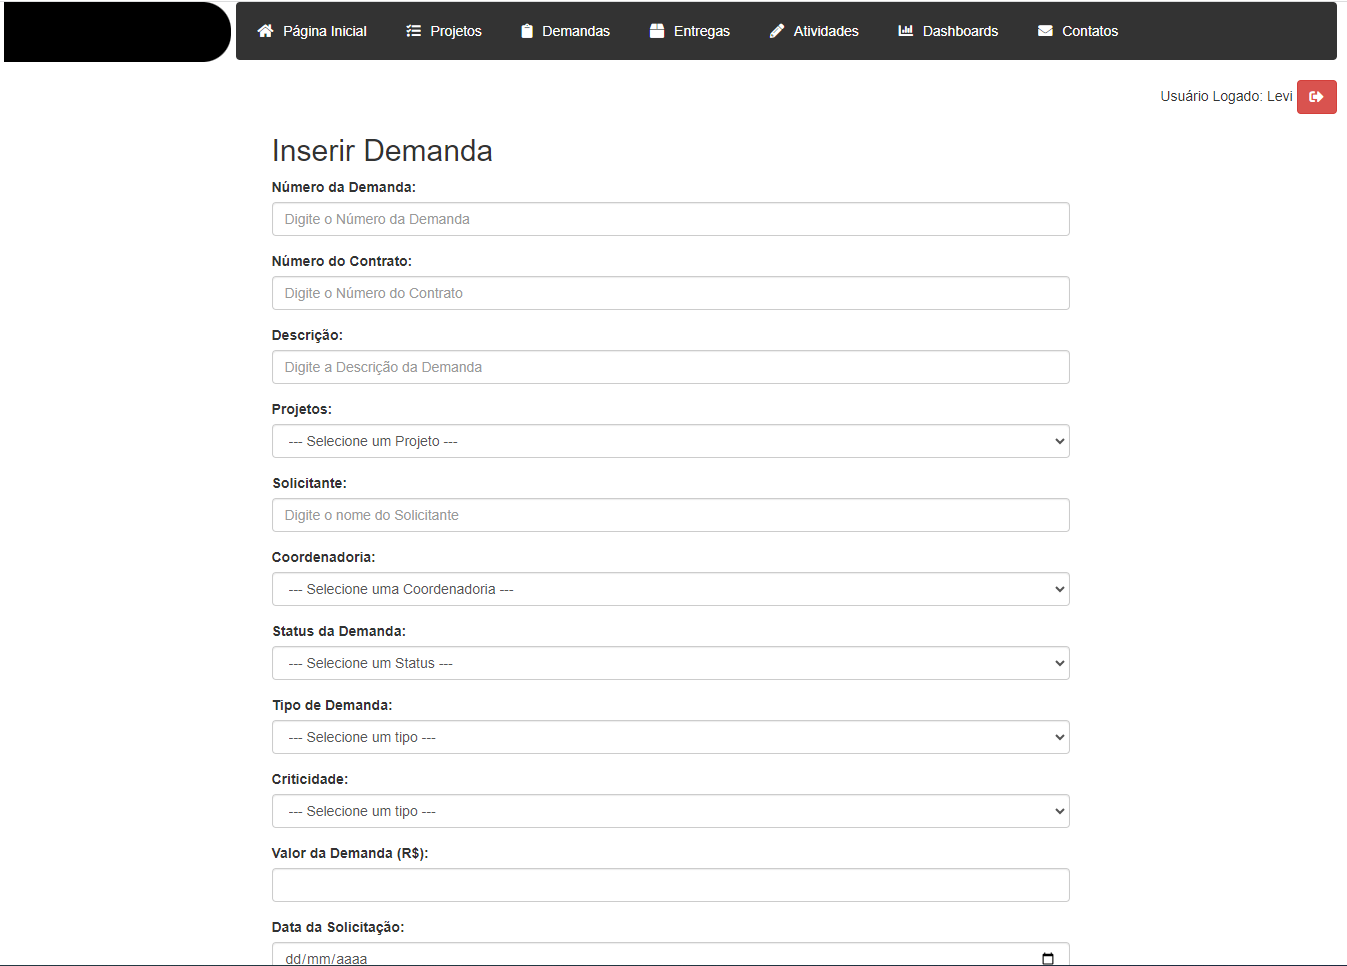 Página Inicial Projetos Demandas Entregas Atividades Dashboards Contatos
Usuário Logado: Levi
Inserir Demanda
Número da Demanda:
Digite o Número da Demanda
Número do Contrato:
Digite o Número do Contrato
Descrição:
Digite a Descrição da Demanda
Projetos:
--- Selecione um Projeto ---
Solicitante:
Digite o nome do Solicitante
Coordenadoria:
--- Selecione uma Coordenadoria ---
Status da Demanda:
--- Selecione um Status ---
Tipo de Demanda:
--- Selecione um tipo ---
Criticidade:
--- Selecione um tipo ---
Valor da Demanda (R$):
Data da Solicitação:
dd/mm/aaaa